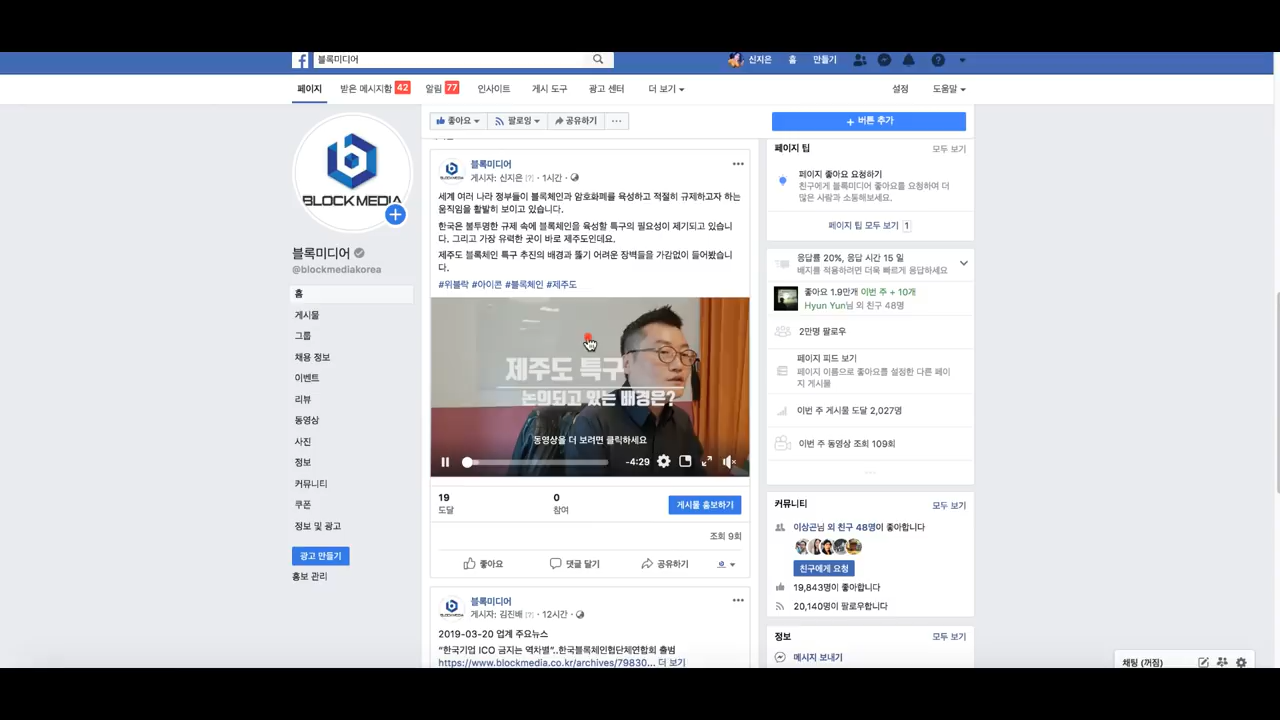 블록미디어
신지은
홈
만들기
페이지
받은 메시지함 42
알림 77
인사이트
게시 도구
광고 센터
더 보기
설정
도움말
BLOCKMEDIA
블록미디어
@blockmediakorea
홈
게시물
그룹
채용 정보
이벤트
리뷰
동영상
사진
정보
커뮤니티
쿠폰
정보 및 광고
광고 만들기
홍보 관리
좋아요
팔로잉
공유하기
...
+ 버튼 추가
블록미디어
게시자: 신지은 [?] · 1시간 ·
세계 여러 나라 정부들이 블록체인과 암호화폐를 육성하고 적절히 규제하고자 하는
움직임을 활발히 보이고 있습니다.
한국은 불투명한 규제 속에 블록체인을 육성할 특구의 필요성이 제기되고 있습니
다. 그리고 가장 유력한 곳이 바로 제주도인데요.
제주도 블록체인 특구 추진의 배경과 뚫기 어려운 장벽들을 가감없이 들어봤습니
다.
#위블락 #아이콘 #블록체인 #제주도
제주도 특구
논의되고 있는 배경은?
동영상을 더 보려면 클릭하세요
-4:29
19
도달
0
참여
게시물 홍보하기
조회 9회
좋아요
댓글 달기
공유하기
블록미디어
게시자: 김진배 [?] · 12시간 ·
2019-03-20 업계 주요뉴스
“한국기업 ICO 금지는 역차별”..한국블록체인협단체연합회 출범
https://www.blockmedia.co.kr/archives/79830... 더 보기
페이지 팁
모두 보기
페이지 좋아요 요청하기
친구에게 블록미디어 좋아요를 요청하여 더
많은 사람과 소통해보세요.
페이지 팁 모두 보기 1
응답률 20%, 응답 시간 15 일
배지를 적용하려면 더욱 빠르게 응답하세요
좋아요 1.9만개 이번 주 + 10개
Hyun Yun님 외 친구 48명
2만명 팔로우
페이지 피드 보기
페이지 이름으로 좋아요를 설정한 다른 페이
지 게시물
이번 주 게시물 도달 2,027명
이번 주 동영상 조회 109회
커뮤니티
모두 보기
이상곤님 외 친구 48명이 좋아합니다
친구에게 요청
19,843명이 좋아합니다
20,140명이 팔로우합니다
정보
모두 보기
메시지 보내기
채팅 (꺼짐)